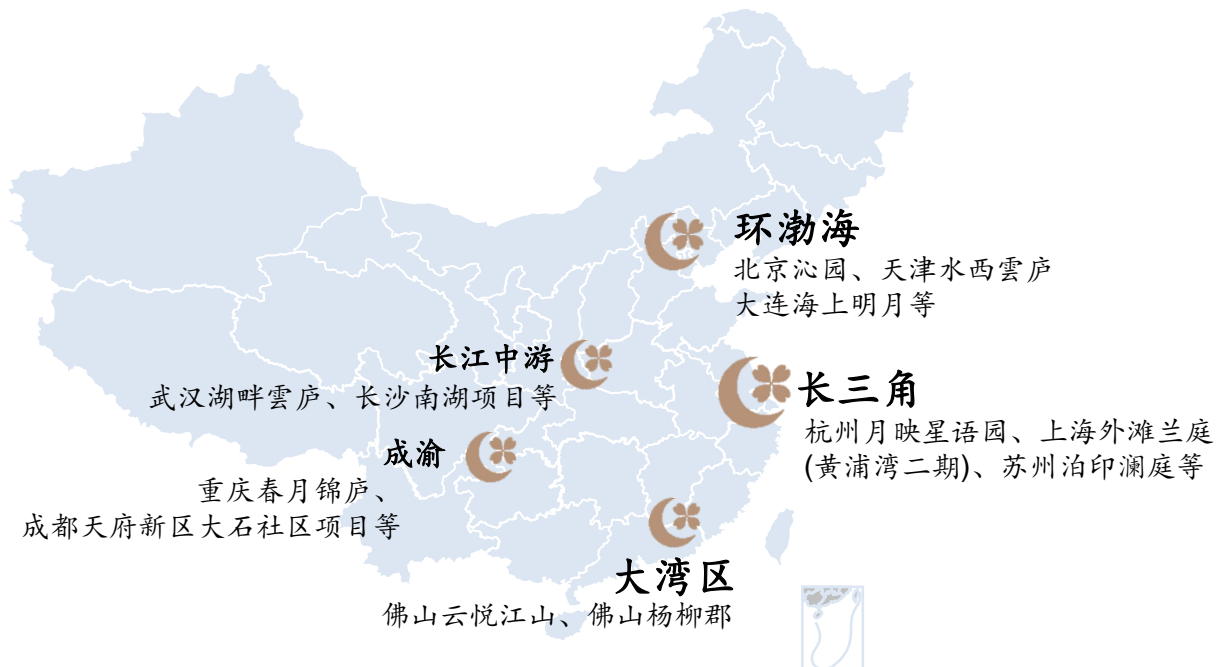 环渤海
北京沁园、天津水西雲庐
大连海上明月等
长江中游
武汉湖畔雲庐、长沙南湖项目等
长三角
杭州月映星语园、上海外滩兰庭
(黄浦湾二期)、苏州泊印澜庭等
成渝
重庆春月锦庐、
成都天府新区大石社区项目等
大湾区
佛山云悦江山、佛山杨柳郡